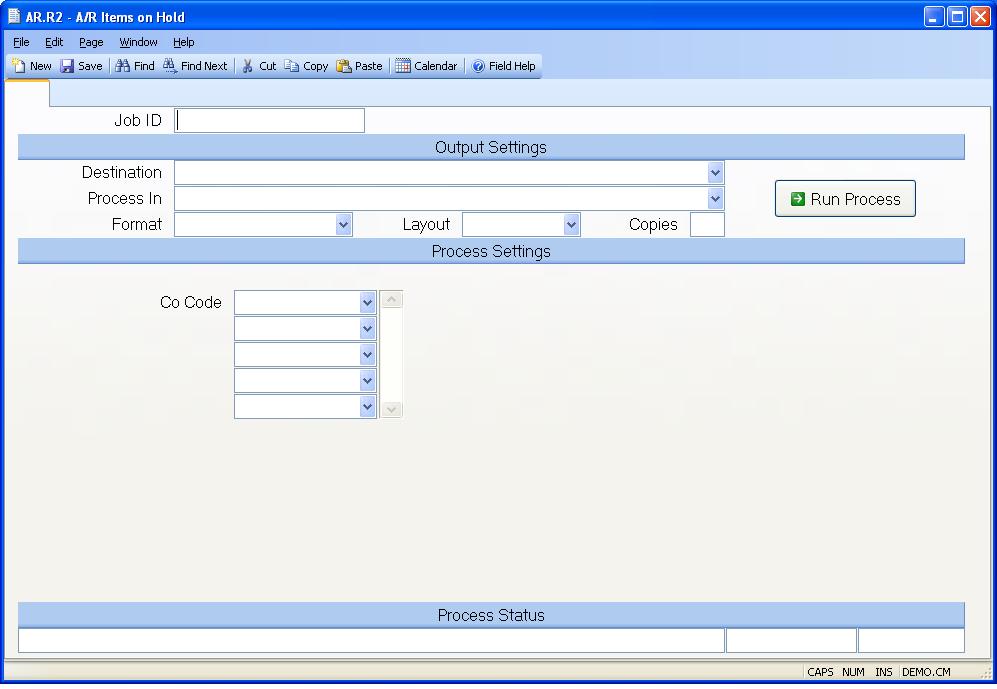 AR.R2 - A/R Items on Hold
File Edit Page Window Help
New Save Find Find Next Cut Copy Paste Calendar Field Help
Job ID
Output Settings
Destination
Process In
Run Process
Format Layout Copies
Process Settings
Co Code
Process Status
CAPS NUM INS DEMO.CM